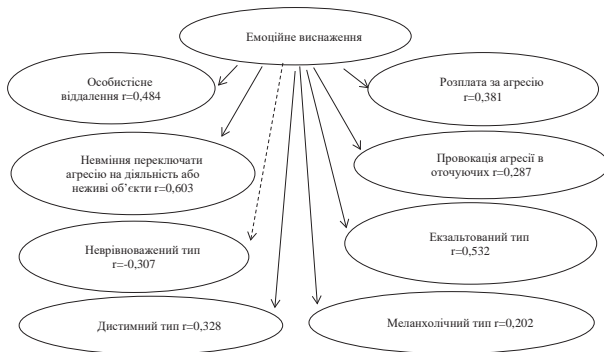 Емоційне виснаження
Особистісне
віддалення r=0,484
Розплата за агресію
r=0,381
Невміння переключати
агресію на діяльність або
неживі об’єкти r=0,603
Провокація агресії в
оточуючих r=0,287
Неврівноважений тип
r=-0,307
Екзальтований тип
r=0,532
Дистимний тип r=0,328
Меланхолічний тип r=0,202